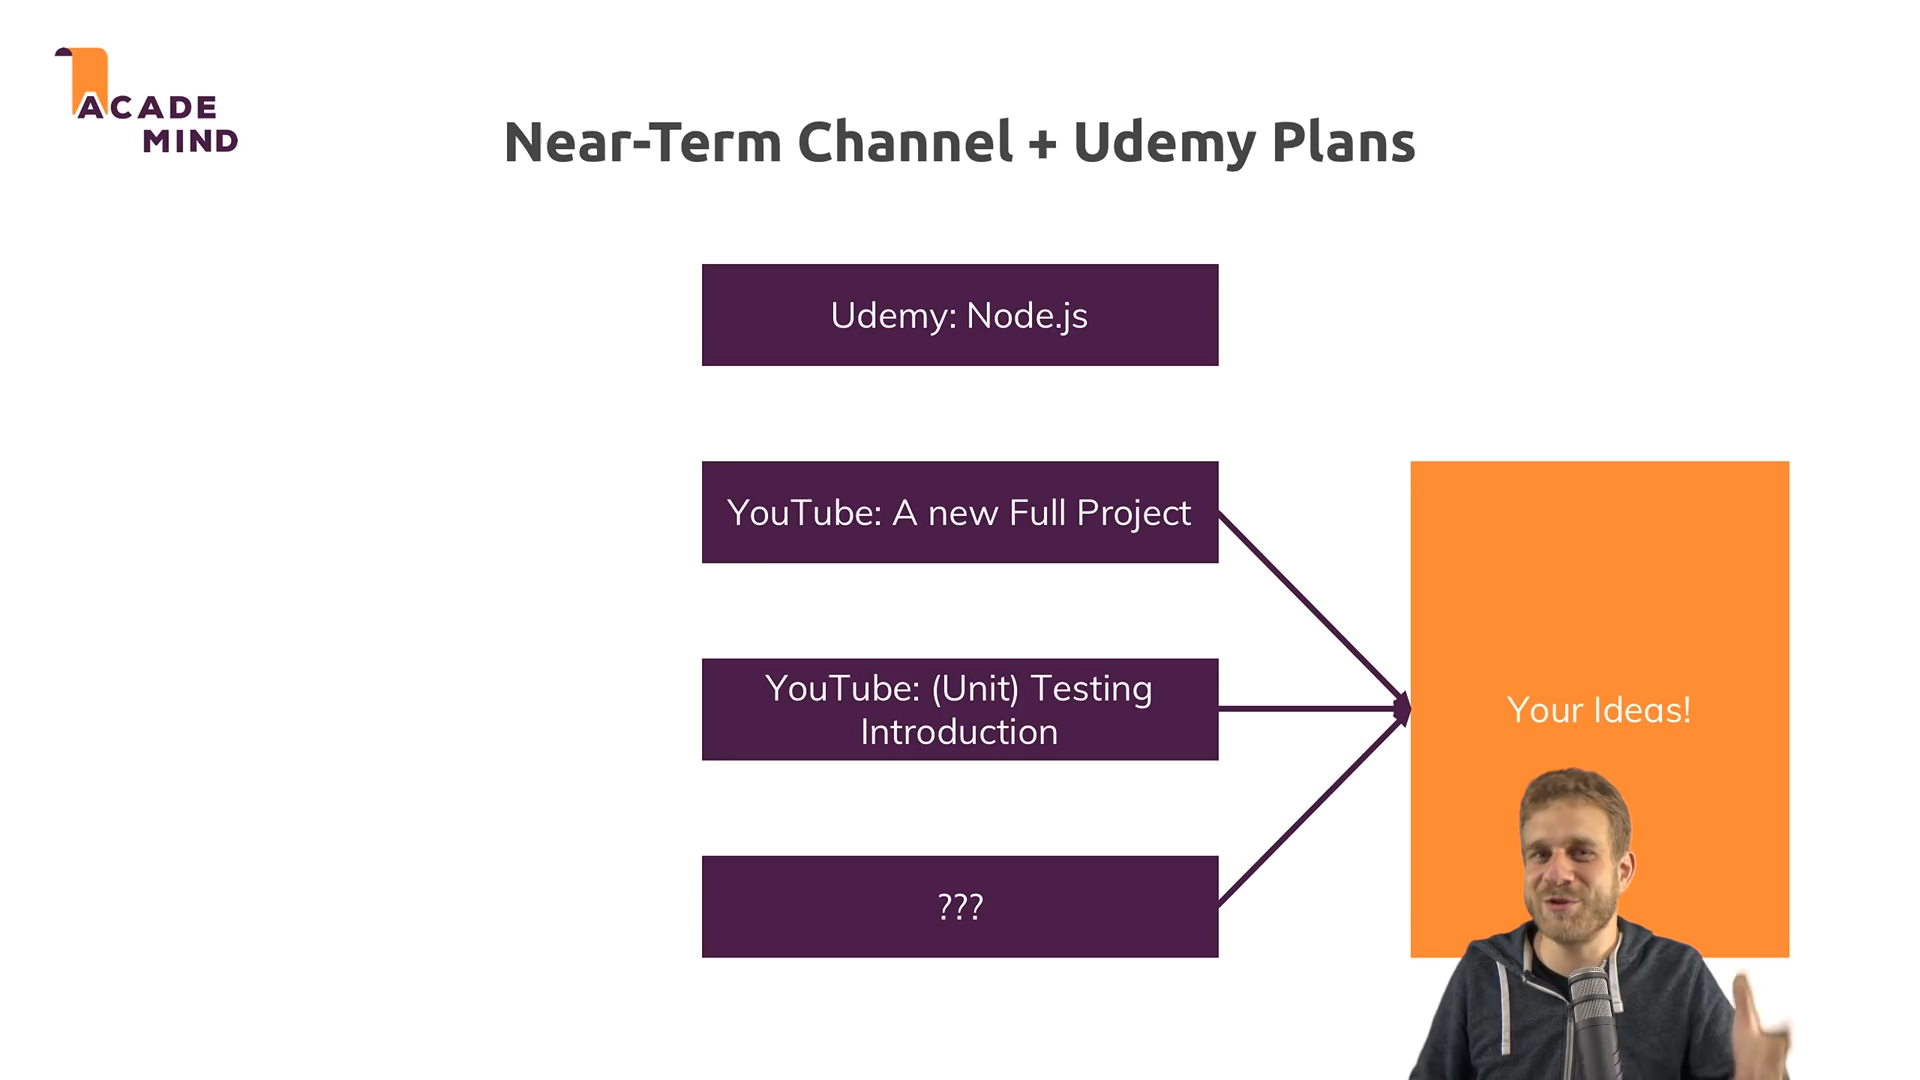 ACADE
MIND
Near-Term Channel + Udemy Plans
Udemy: Node.js
YouTube: A new Full Project
YouTube: (Unit) Testing
Introduction
???
Your Ideas!